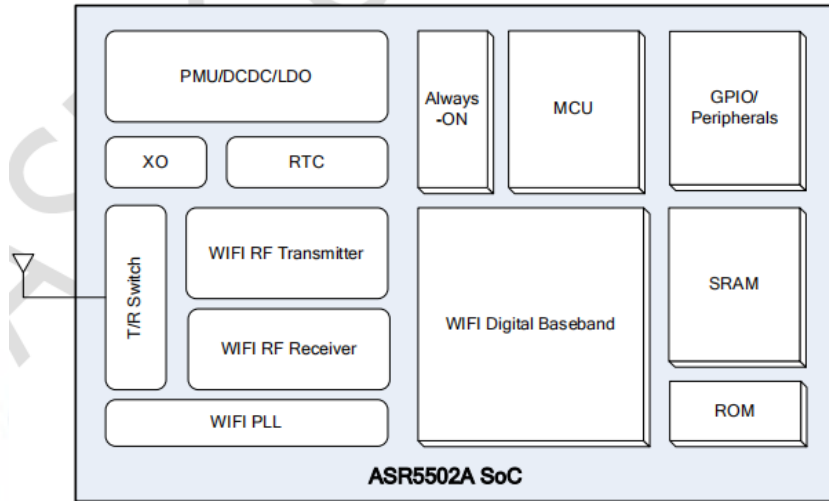 PMU/DCDC/LDO
Always
-ON
MCU
GPIO/
Peripherals
XO
RTC
T/R Switch
WIFI RF Transmitter
WIFI RF Receiver
WIFI PLL
WIFI Digital Baseband
SRAM
ROM
ASR5502A SoC